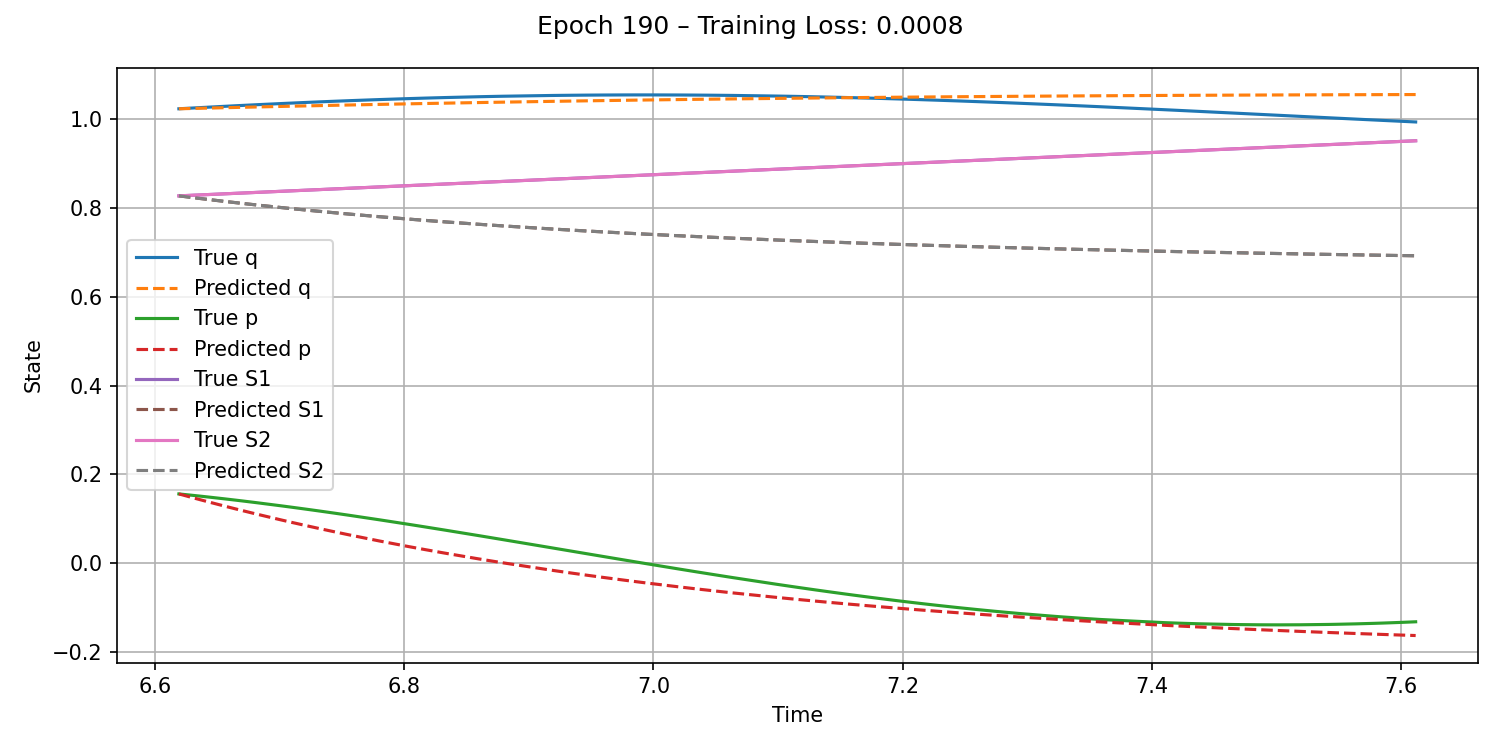 Epoch 190 – Training Loss: 0.0008
1.0
0.8
0.6
0.4
0.2
0.0
−0.2
State
True q
Predicted q
True p
Predicted p
True S1
Predicted S1
True S2
Predicted S2
6.6 6.8 7.0 7.2 7.4 7.6
Time